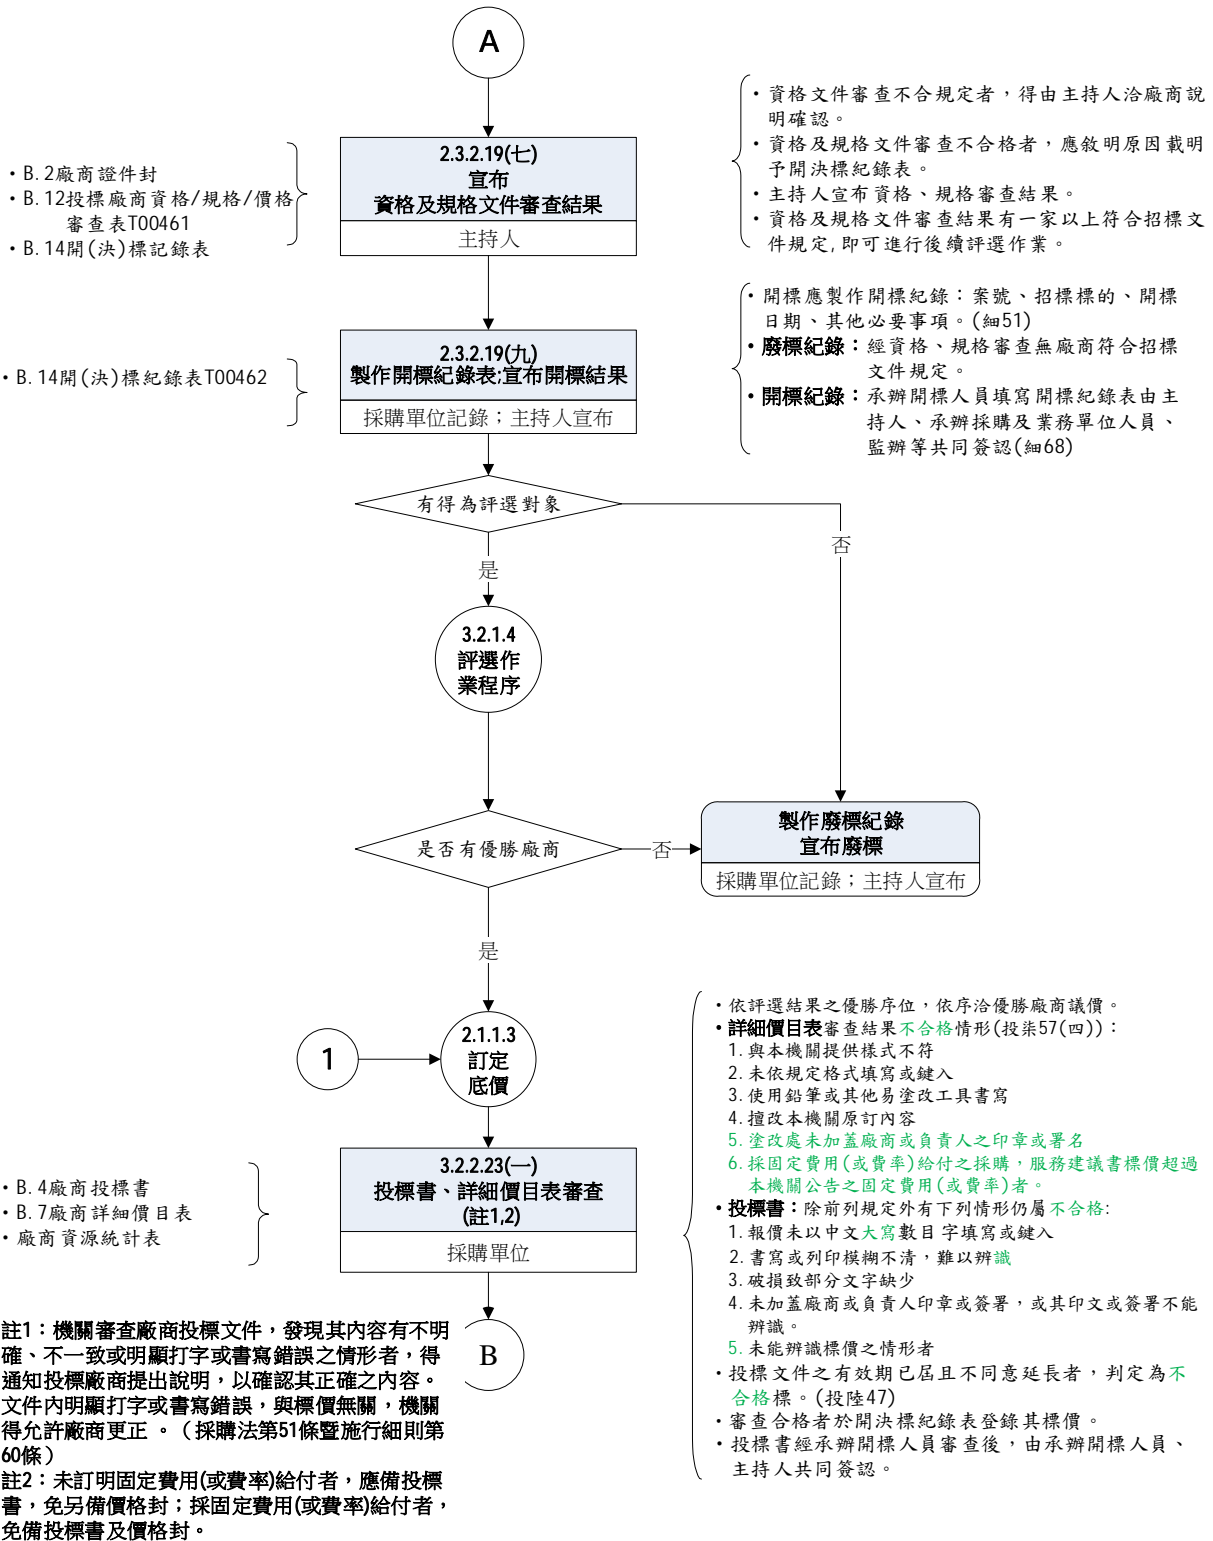 A
2.3.2.19(七)
宣布
資格及規格文件審查結果
主持人
・B.2廠商證件封
・B.12投標廠商資格/規格/價格
審查表T00461
・B.14開(決)標記錄表
・資格文件審查不合規定者，得由主持人洽廠商說
明確認。
・資格及規格文件審查不合格者，應敘明原因載明
予開決標紀錄表。
・主持人宣布資格、規格審查結果。
・資格及規格文件審查結果有一家以上符合招標文
件規定,即可進行後續評選作業。
2.3.2.19(九)
製作開標紀錄表;宣布開標結果
採購單位記錄；主持人宣布
・B.14開(決)標紀錄表T00462
・開標應製作開標紀錄：案號、招標標的、開標
日期、其他必要事項。(細51)
・廢標紀錄：經資格、規格審查無廠商符合招標
文件規定。
・開標紀錄：承辦開標人員填寫開標紀錄表由主
持人、承辦採購及業務單位人員、
監辦等共同簽認(細68)
有得為評選對象
否
是
3.2.1.4
評選作
業程序
是否有優勝廠商
否
製作廢標紀錄
宣布廢標
採購單位記錄；主持人宣布
是
1
2.1.1.3
訂定
底價
3.2.2.23(一)
投標書、詳細價目表審查
(註1,2)
採購單位
・B.4廠商投標書
・B.7廠商詳細價目表
・廠商資源統計表
・依評選結果之優勝序位，依序洽優勝廠商議價。
・詳細價目表審查結果不合格情形(投柒57(四))：
1.與本機關提供樣式不符
2.未依規定格式填寫或鍵入
3.使用鉛筆或其他易塗改工具書寫
4.擅改本機關原訂內容
5.塗改處未加蓋廠商或負責人之印章或署名
6.採固定費用(或費率)給付之採購，服務建議書標價超過
本機關公告之固定費用(或費率)者。
・投標書：除前列規定外有下列情形仍屬不合格:
1.報價未以中文大寫數目字填寫或鍵入
2.書寫或列印模糊不清，難以辨識
3.破損致部分文字缺少
4.未加蓋廠商或負責人印章或簽署，或其印文或簽署不能
辨識。
5.未能辨識標價之情形者
・投標文件之有效期已屆且不同意延長者，判定為不
合格標。(投陸47)
・審查合格者於開決標紀錄表登錄其標價。
・投標書經承辦開標人員審查後，由承辦開標人員、
主持人共同簽認。
B
註1：機關審查廠商投標文件，發現其內容有不明
確、不一致或明顯打字或書寫錯誤之情形者，得
通知投標廠商提出說明，以確認其正確之內容。
文件內明顯打字或書寫錯誤，與標價無關，機關
得允許廠商更正 。（採購法第51條暨施行細則第
60條）
註2：未訂明固定費用(或費率)給付者，應備投標
書，免另備價格封；採固定費用(或費率)給付者，
免備投標書及價格封。